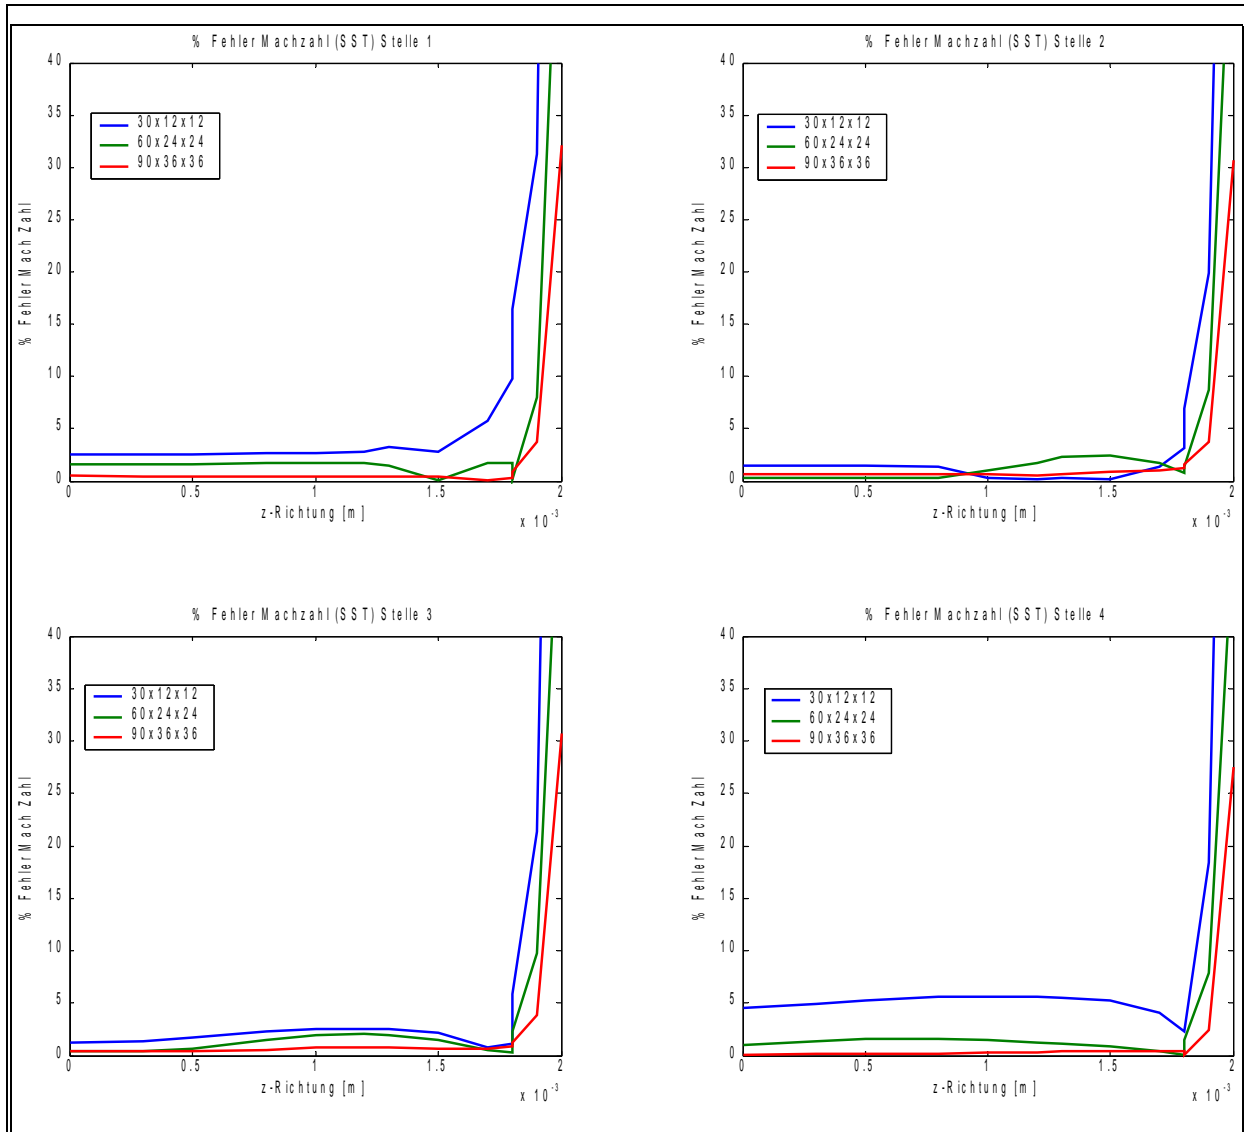 % Fehler Machzahl (SST) Stelle 1
40
35
30
25
20
15
10
5
0
% Fehler Mach Zahl
30x12x12
60x24x24
90x36x36
0 0.5 1 1.5 2
z-Richtung [m]
x 10^-3
% Fehler Machzahl (SST) Stelle 2
40
35
30
25
20
15
10
5
0
% Fehler Mach Zahl
30x12x12
60x24x24
90x36x36
0 0.5 1 1.5 2
z-Richtung [m]
x 10^-3
% Fehler Machzahl (SST) Stelle 3
40
35
30
25
20
15
10
5
0
% Fehler Mach Zahl
30x12x12
60x24x24
90x36x36
0 0.5 1 1.5 2
z-Richtung [m]
x 10^-3
% Fehler Machzahl (SST) Stelle 4
40
35
30
25
20
15
10
5
0
% Fehler Mach Zahl
30x12x12
60x24x24
90x36x36
0 0.5 1 1.5 2
z-Richtung [m]
x 10^-3